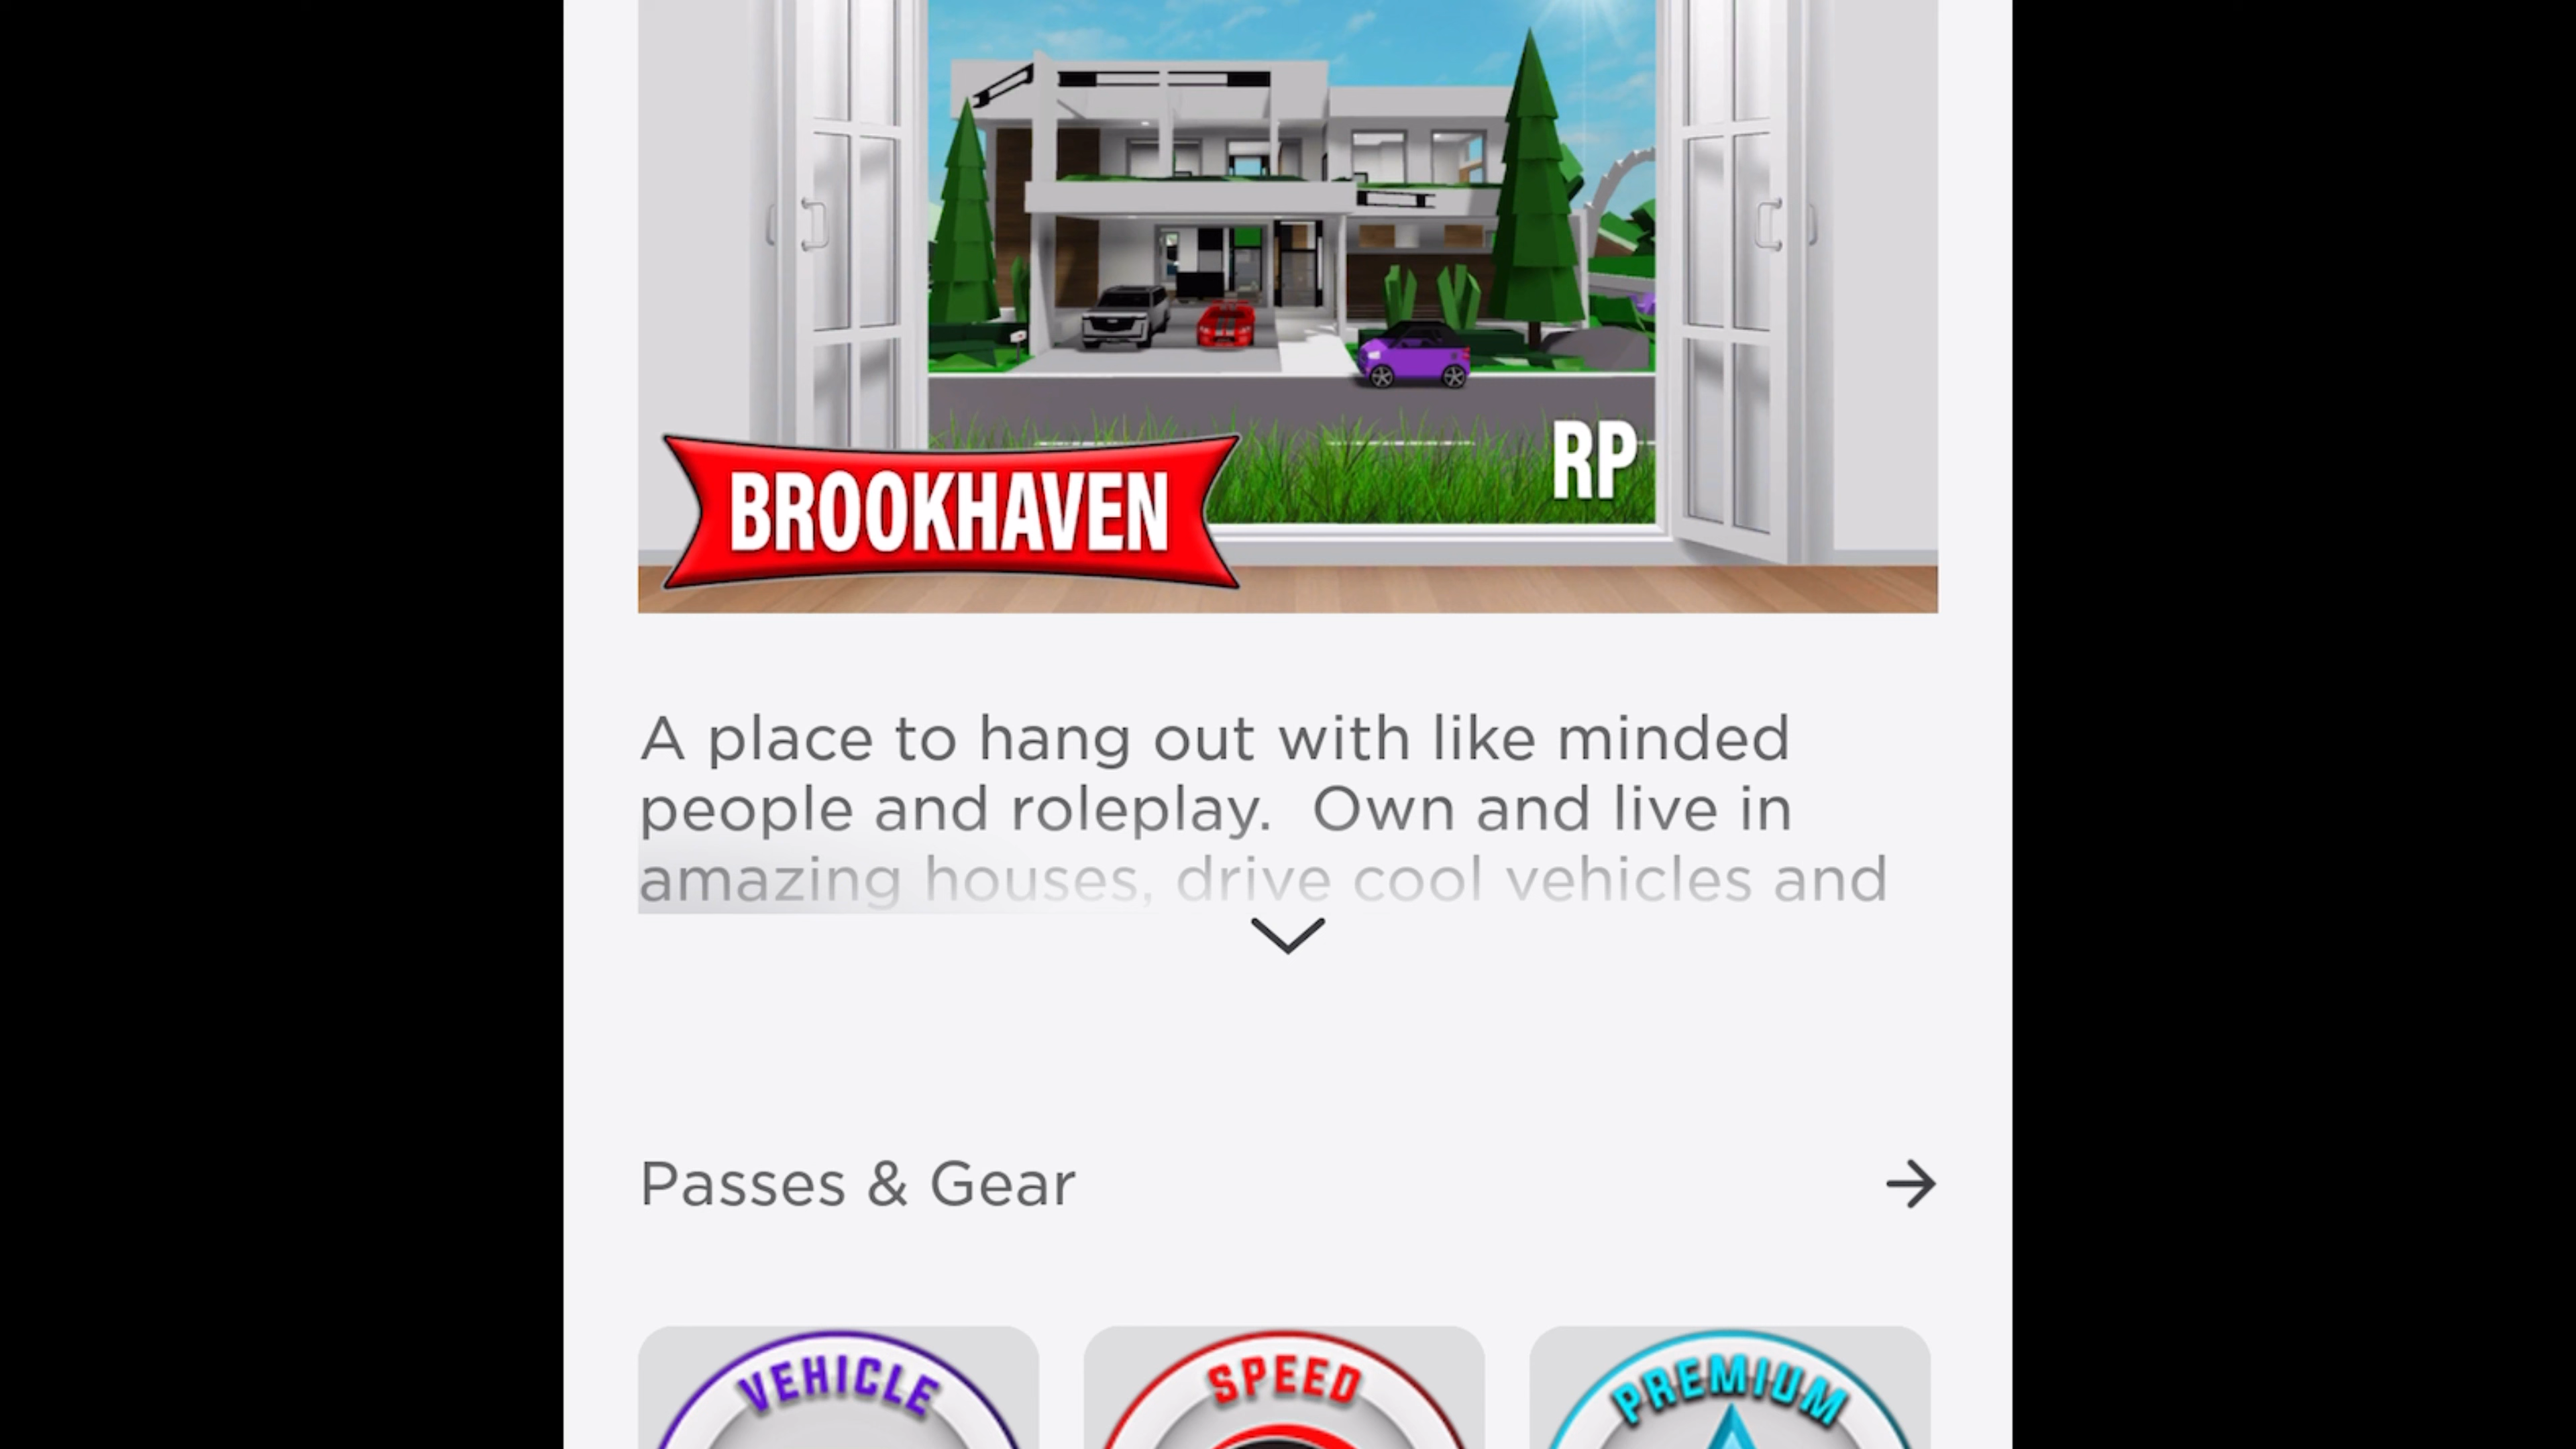 RP
BROOKHAVEN
A place to hang out with like minded
people and roleplay.  Own and live in
amazing houses, drive cool vehicles and
Passes & Gear
VEHICLE
SPEED
PREMIUM